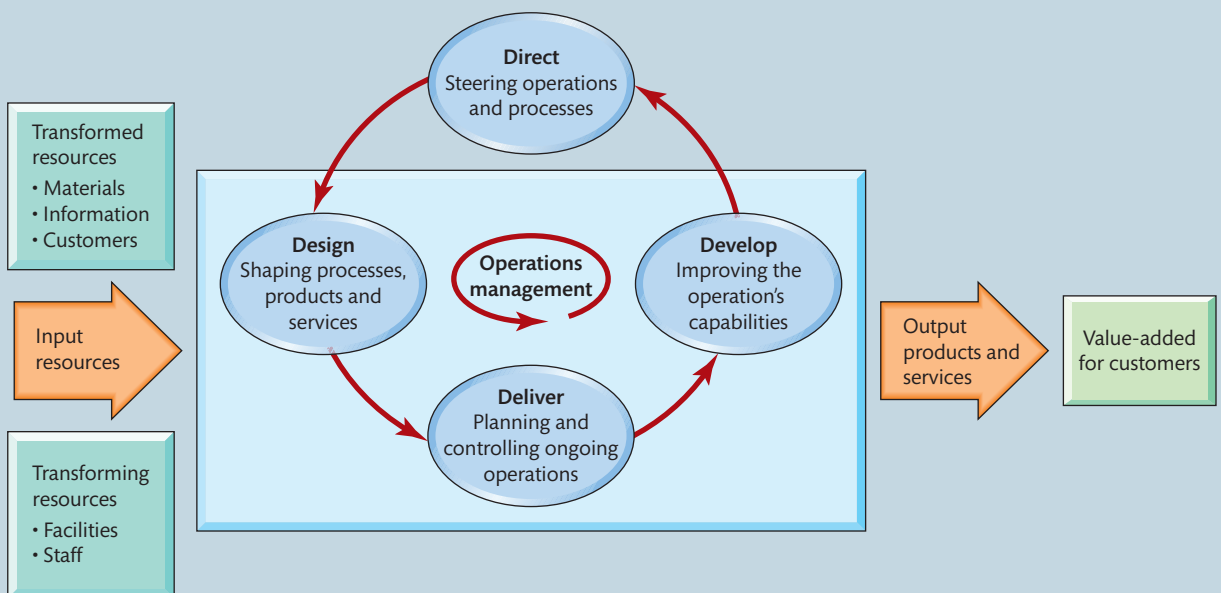 Transformed
resources
• Materials
• Information
• Customers
Input
resources
Transforming
resources
• Facilities
• Staff
Direct
Steering operations
and processes
Design
Shaping processes,
products and
services
Operations
management
Develop
Improving the
operation's
capabilities
Deliver
Planning and
controlling ongoing
operations
Output
products and
services
Value-added
for customers